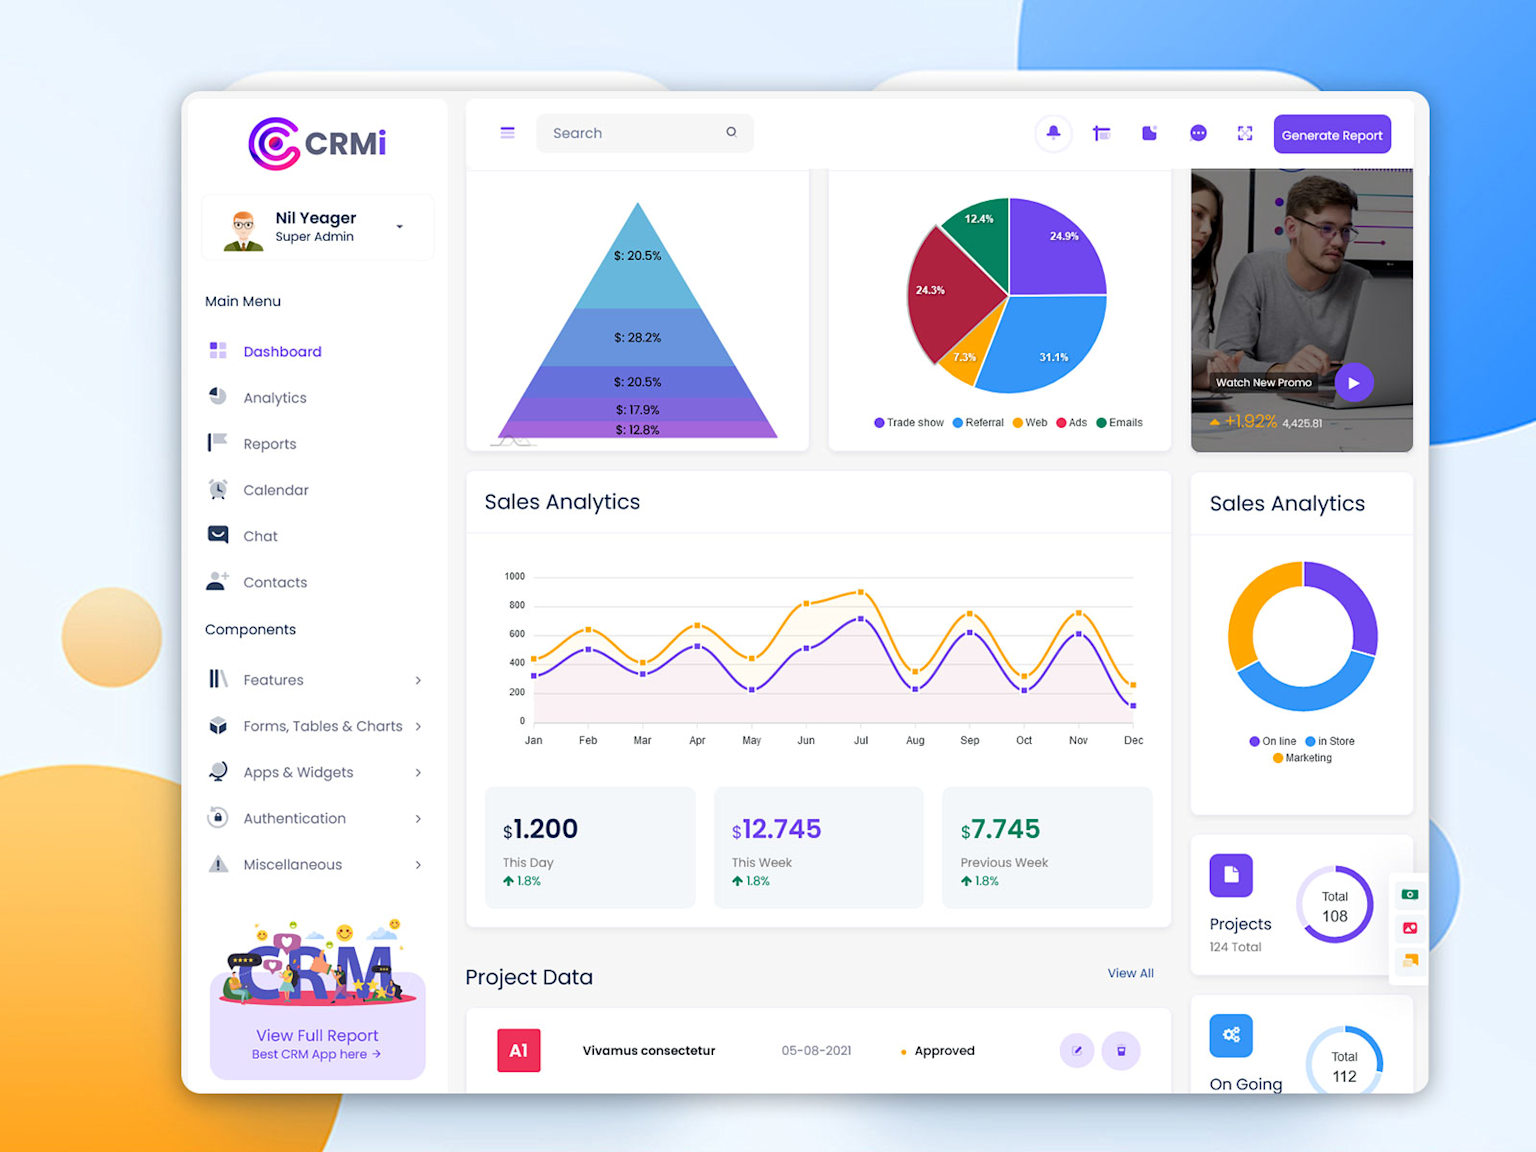 CRMi
Search
Generate Report
Nil Yeager
Super Admin
Main Menu
Dashboard
Analytics
Reports
Calendar
Chat
Contacts
Components
Features
Forms, Tables & Charts
Apps & Widgets
Authentication
Miscellaneous
CRM
View Full Report
Best CRM App here →
$: 20.5%
$: 28.2%
$: 20.5%
$: 17.9%
$: 12.8%
12.4%
24.9%
24.3%
7.3%
31.1%
Trade show Referral Web Ads Emails
Watch New Promo
+1.92% 4,425.81
Sales Analytics
1000
800
600
400
200
0
Jan Feb Mar Apr May Jun Jul Aug Sep Oct Nov Dec
$1.200
This Day
1.8%
$12.745
This Week
1.8%
$7.745
Previous Week
1.8%
Sales Analytics
On line in Store
Marketing
Projects
124 Total
Total
108
On Going
Total
112
Project Data
View All
A1
Vivamus consectetur
05-08-2021
Approved